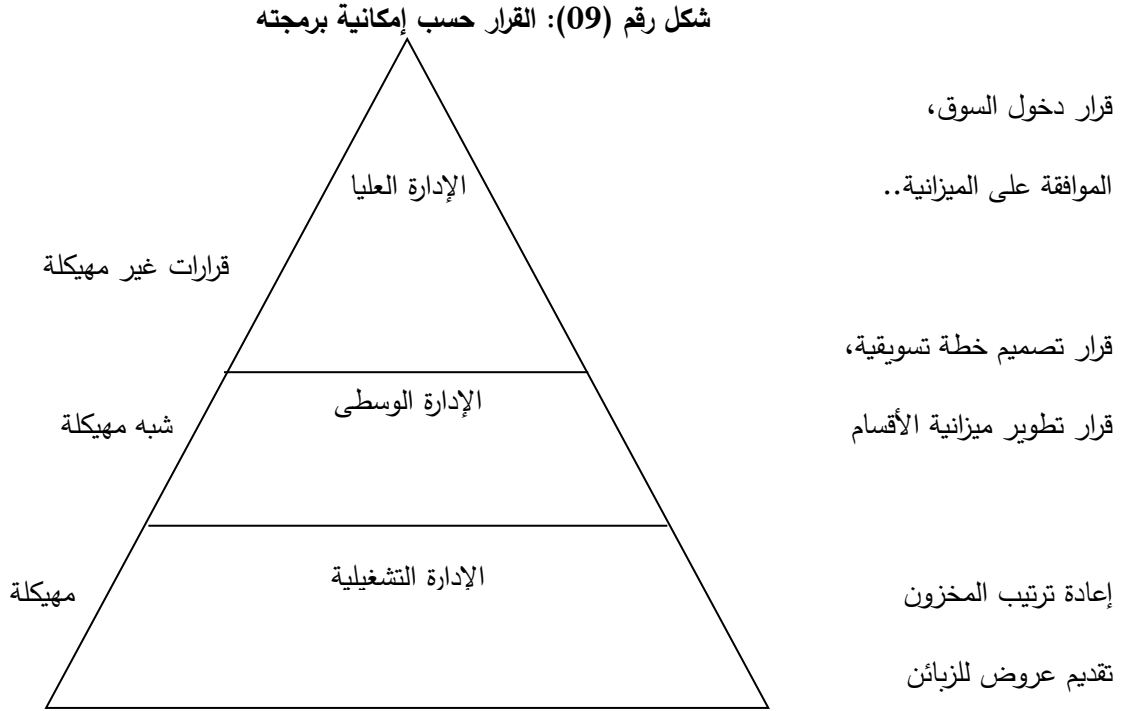 شكل رقم (09): القرار حسب إمكانية برمجته
قرار دخول السوق،
الإدارة العليا
الموافقة على الميزانية..
قرارات غير مهيكلة
قرار تصميم خطة تسويقية،
الإدارة الوسطى
قرار تطوير ميزانية الأقسام
شبه مهيكلة
الإدارة التشغيلية
إعادة ترتيب المخزون
مهيكلة
تقديم عروض للزبائن